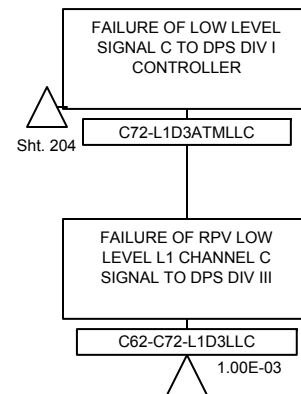 FAILURE OF LOW LEVEL
SIGNAL C TO DPS DIV I
CONTROLLER
Sht. 204
C72-L1D3ATMLLC
FAILURE OF RPV LOW
LEVEL L1 CHANNEL C
SIGNAL TO DPS DIV III
C62-C72-L1D3LLC
1.00E-03